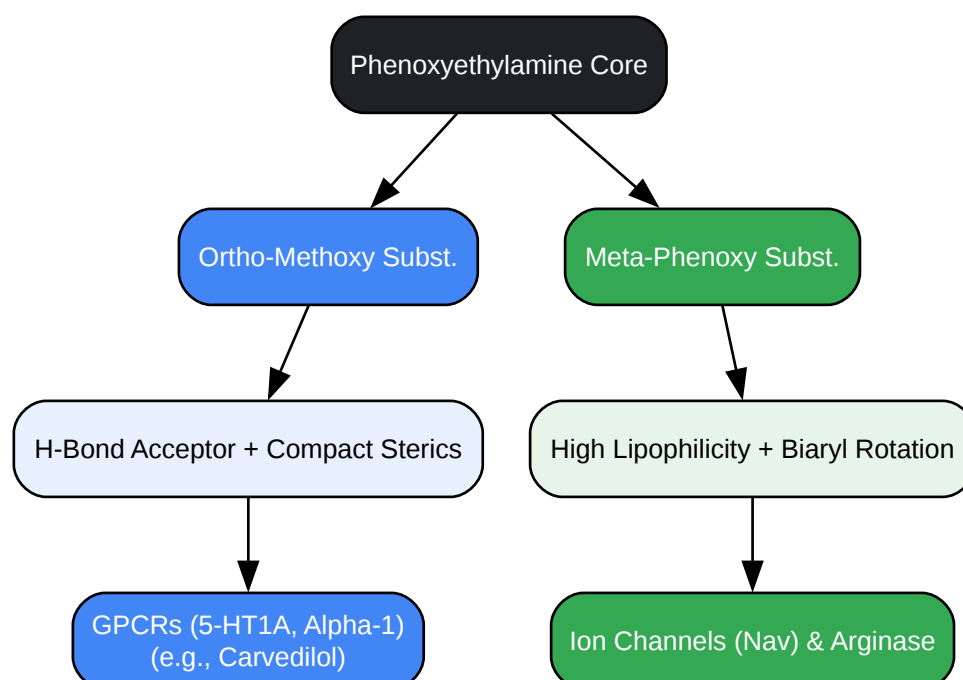 Phenoxyethylamine Core
Ortho-Methoxy Subst.
Meta-Phenoxy Subst.
H-Bond Acceptor + Compact Sterics
High Lipophilicity + Biaryl Rotation
GPCRs (5-HT1A, Alpha-1)
(e.g., Carvedilol)
Ion Channels (Nav) & Arginase